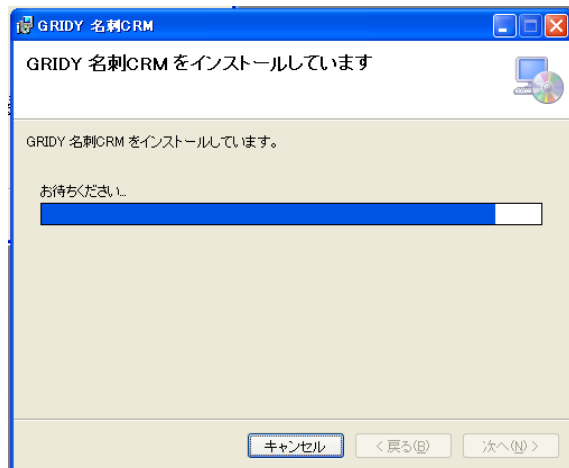 GRIDY 名刺CRM
GRIDY 名刺CRM をインストールしています
GRIDY 名刺CRM をインストールしています。
お待ちください...
キャンセル
< 戻る(B)
次へ(N) >